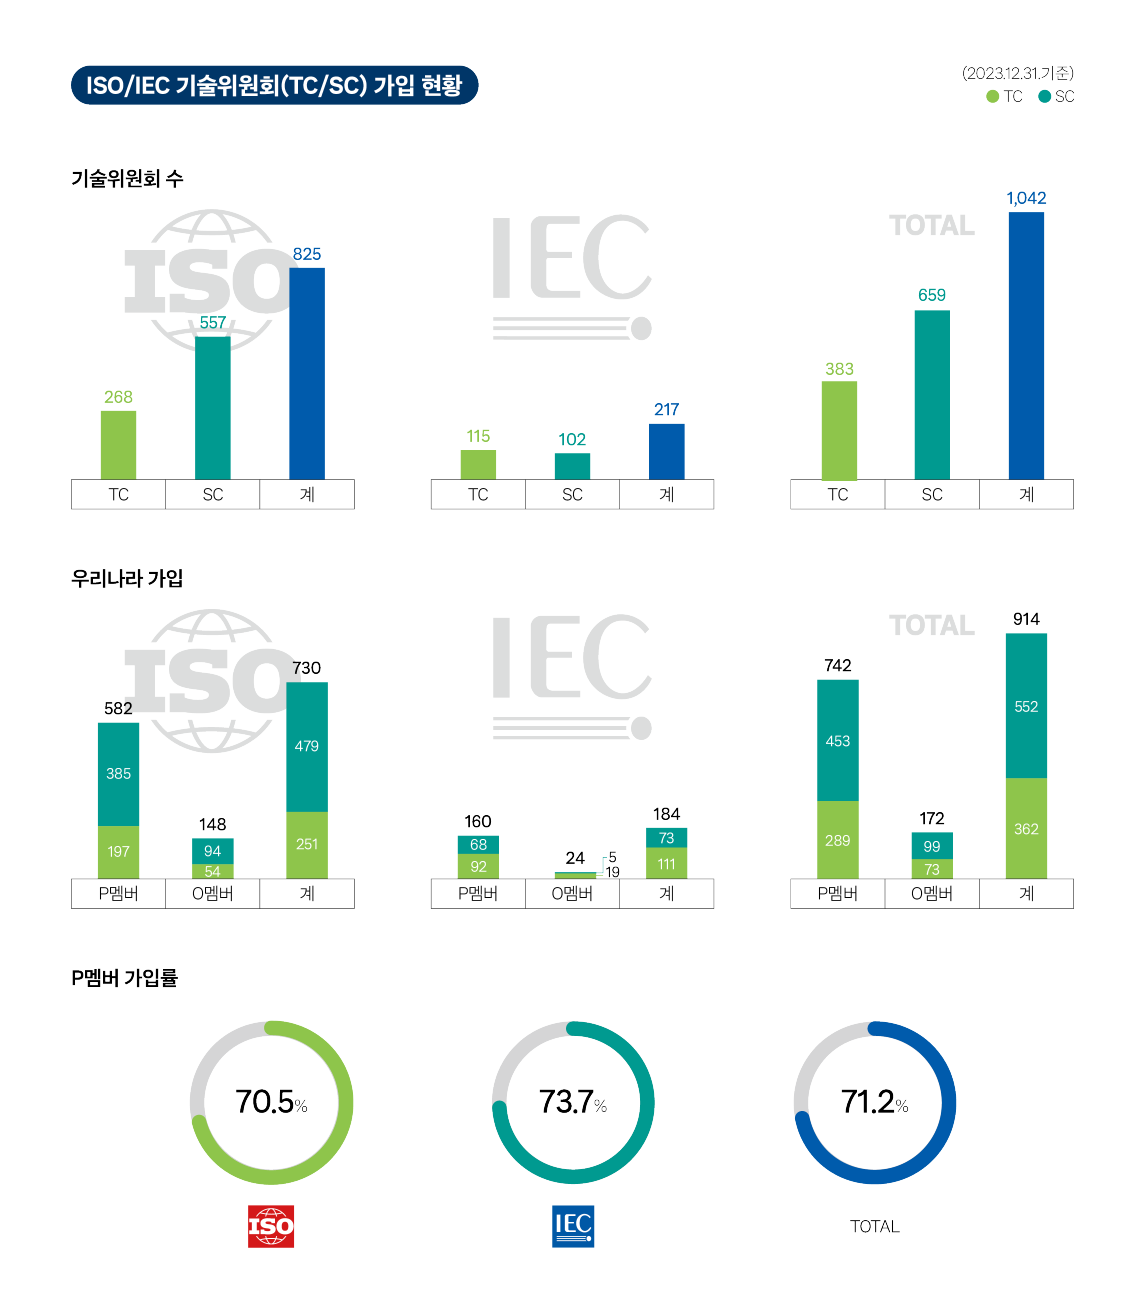 ISO/IEC 기술위원회(TC/SC) 가입 현황
(2023.12.31.기준)
TC SC
기술위원회 수
ISO
268
557
825
TC SC 계
IEC
115
102
217
TC SC 계
TOTAL
383
659
1,042
TC SC 계
우리나라 가입
ISO
582
385
197
148
94
54
730
479
251
P멤버 O멤버 계
IEC
160
68
92
24
5
19
184
73
111
P멤버 O멤버 계
TOTAL
742
453
289
172
99
73
914
552
362
P멤버 O멤버 계
P멤버 가입률
70.5%
ISO
73.7%
IEC
71.2%
TOTAL